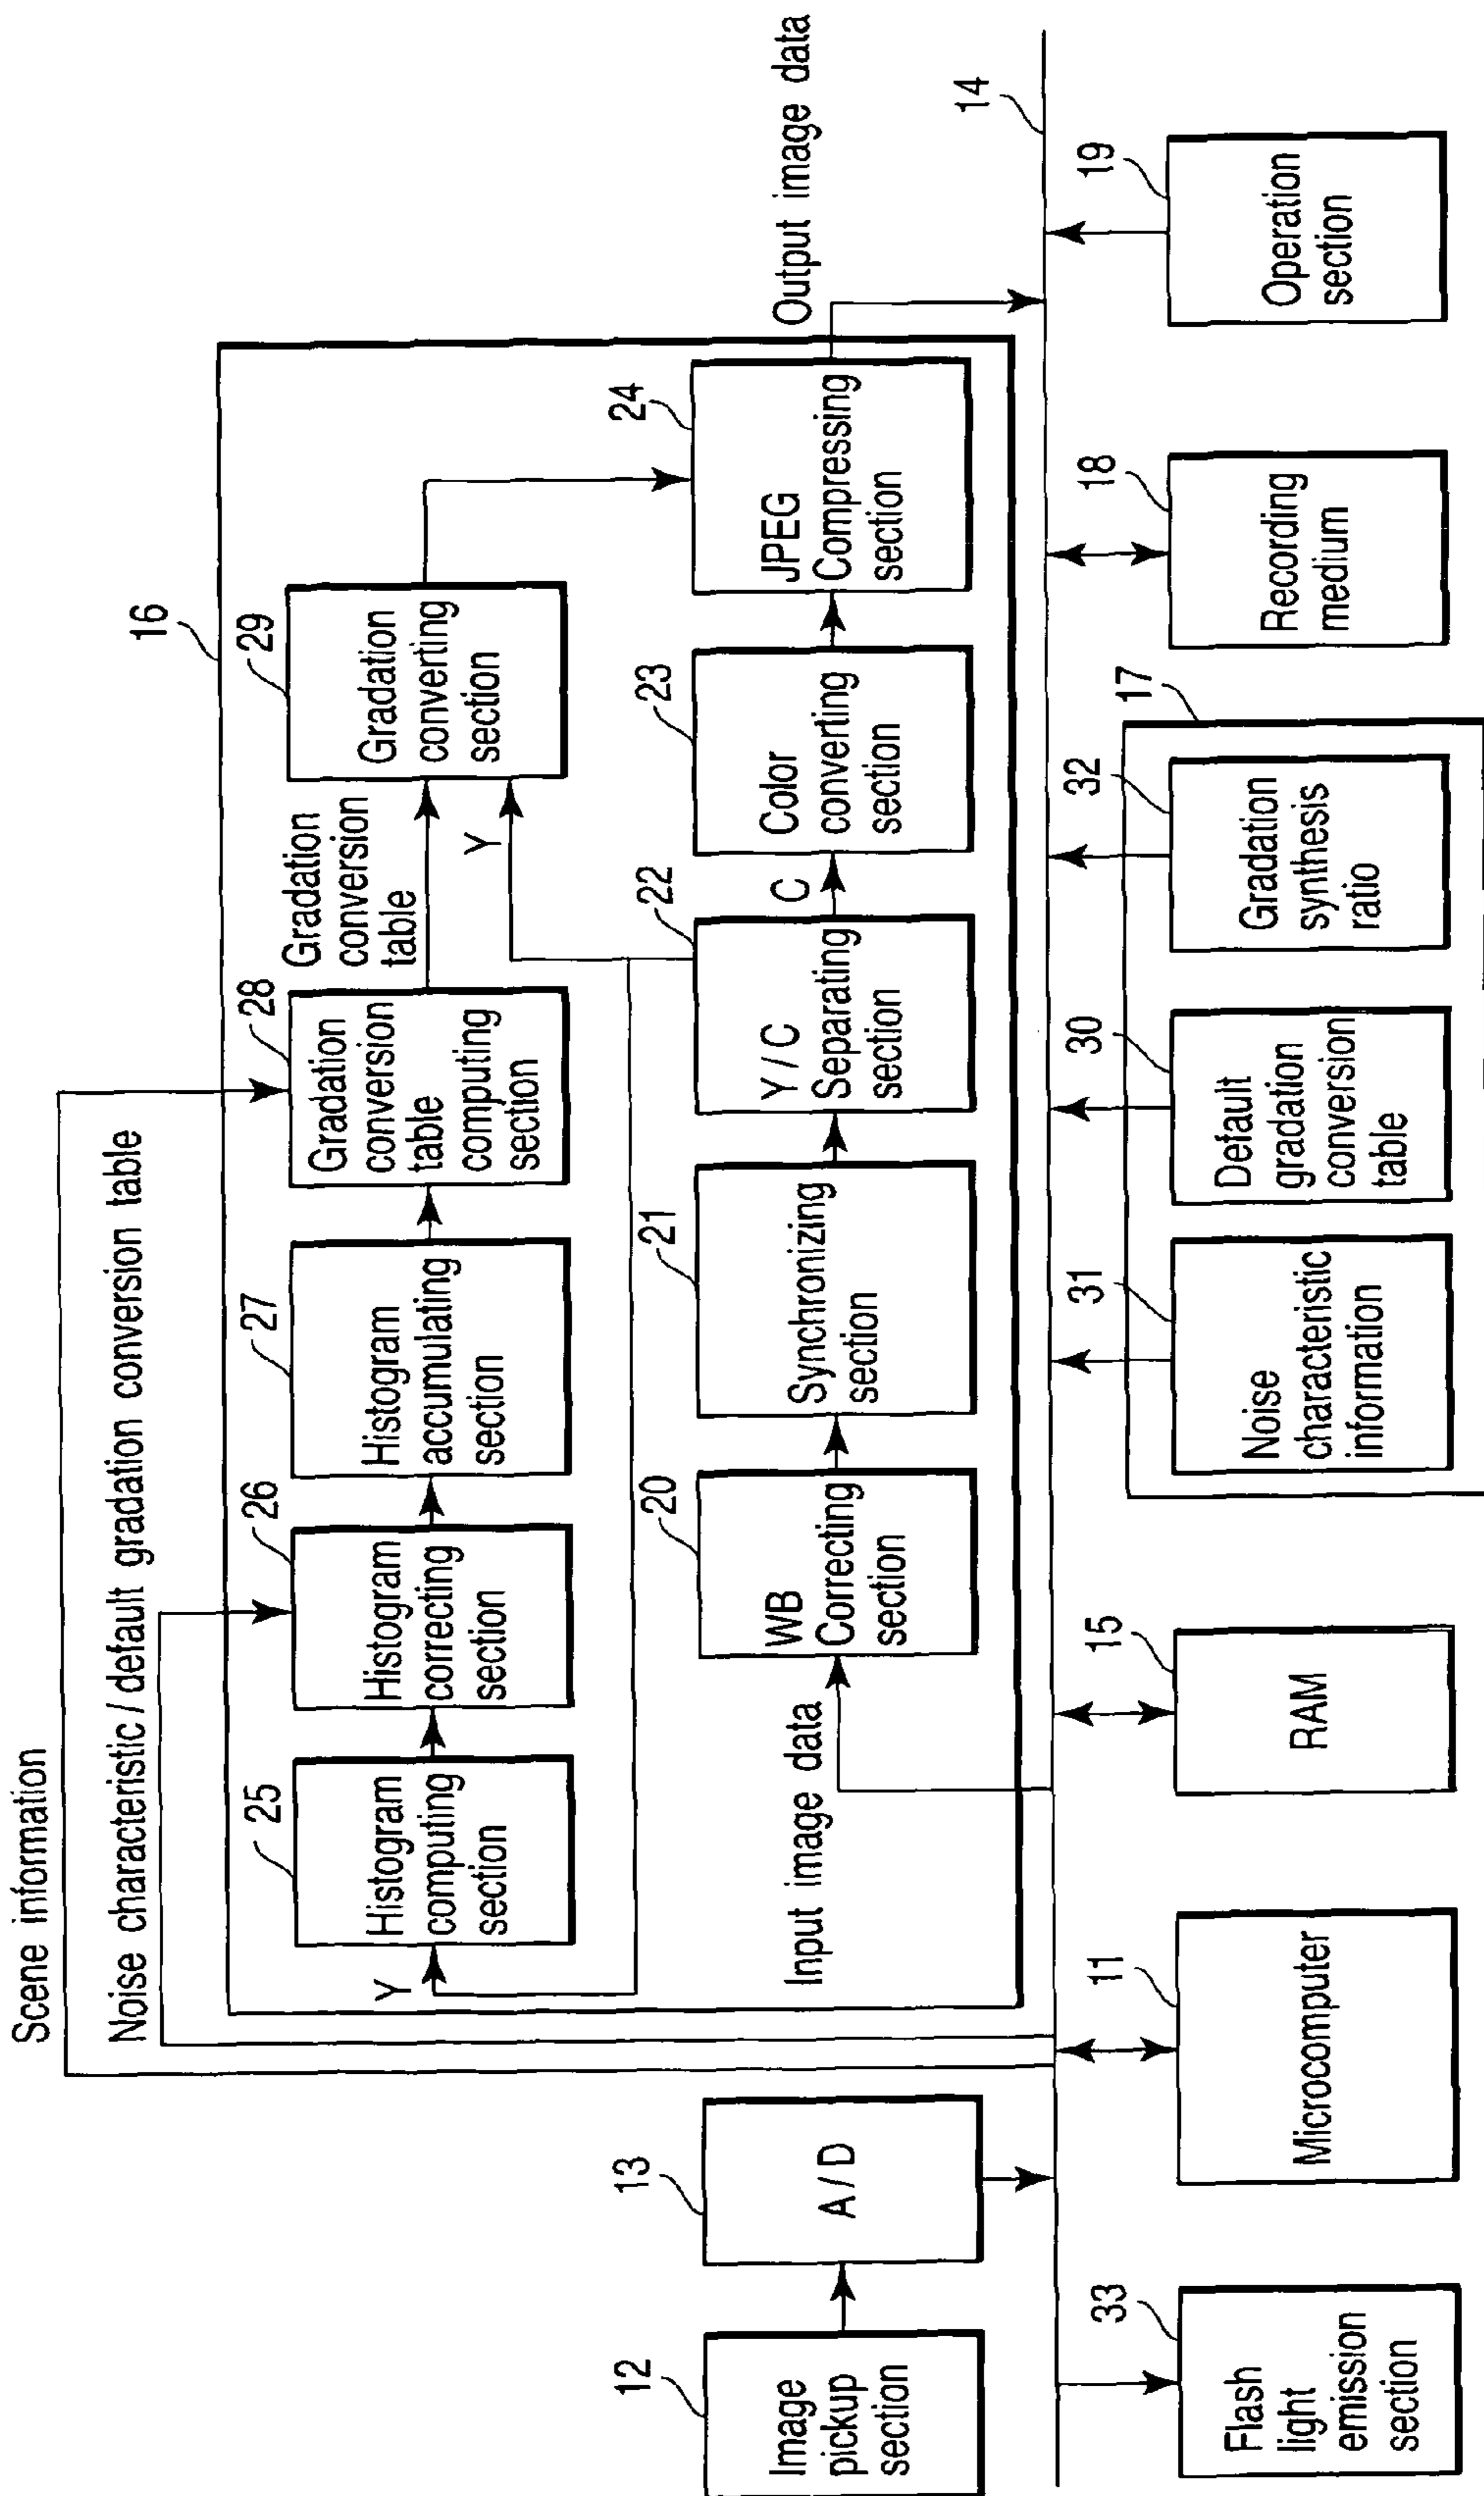 Scene information
Noise characteristic / default gradation conversion table
16
25
Histogram
computing
section
26
Histogram
correcting
section
27
Histogram
accumulating
section
28
Gradation
conversion
table
computing
section
Gradation
conversion
table
29
Gradation
converting
section
Y
Y
Input image data
20
WB
Correcting
section
21
Synchronizing
section
22
Y / C
Separating
section
C
23
Color
converting
section
24
JPEG
Compressing
section
Output image data
12
Image
pickup
section
13
A / D
14
33
Flash
light
emission
section
11
Microcomputer
15
RAM
17
31
Noise
characteristic
information
30
Default
gradation
conversion
table
32
Gradation
synthesis
ratio
18
Recording
medium
19
Operation
section